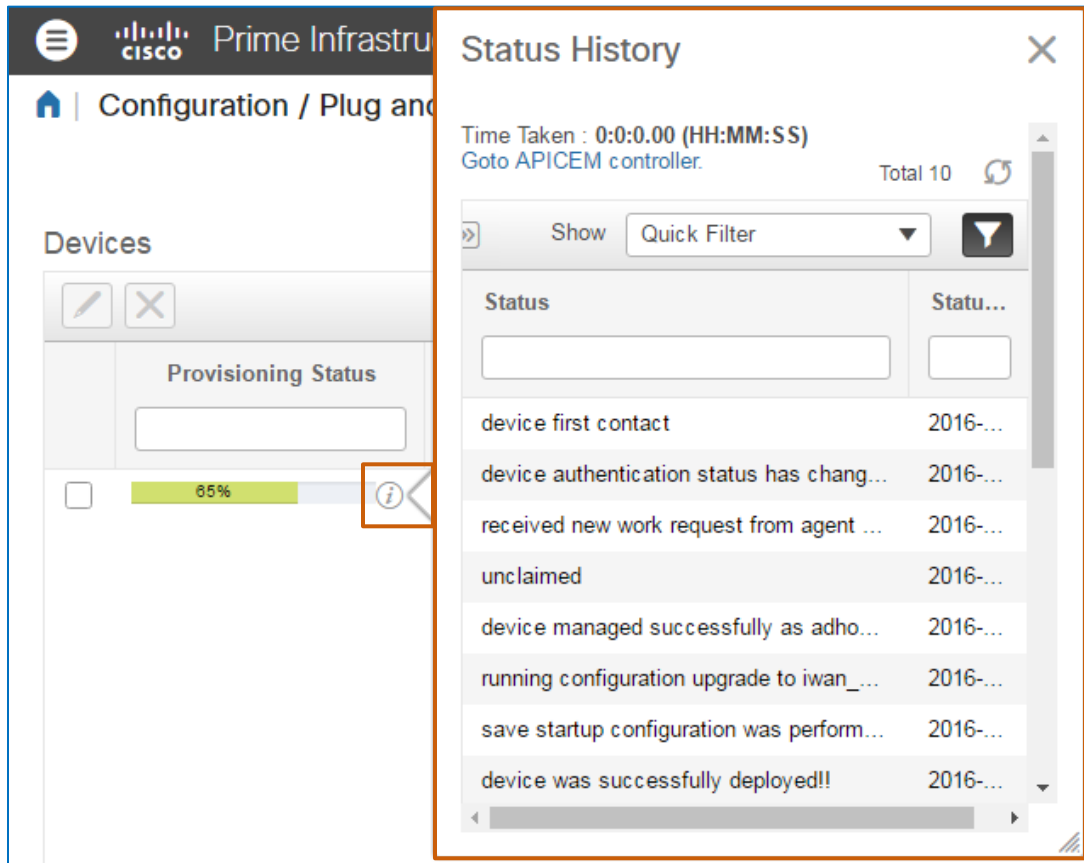 cisco Prime Infrastru
Configuration / Plug and
Devices
Provisioning Status
65%
i
Status History
Time Taken : 0:0:0.00 (HH:MM:SS)
Goto APICEM controller.
Total 10
Show Quick Filter
Status Statu...
device first contact 2016-...
device authentication status has chang... 2016-...
received new work request from agent ... 2016-...
unclaimed 2016-...
device managed successfully as adho... 2016-...
running configuration upgrade to iwan_... 2016-...
save startup configuration was perform... 2016-...
device was successfully deployed!! 2016-...